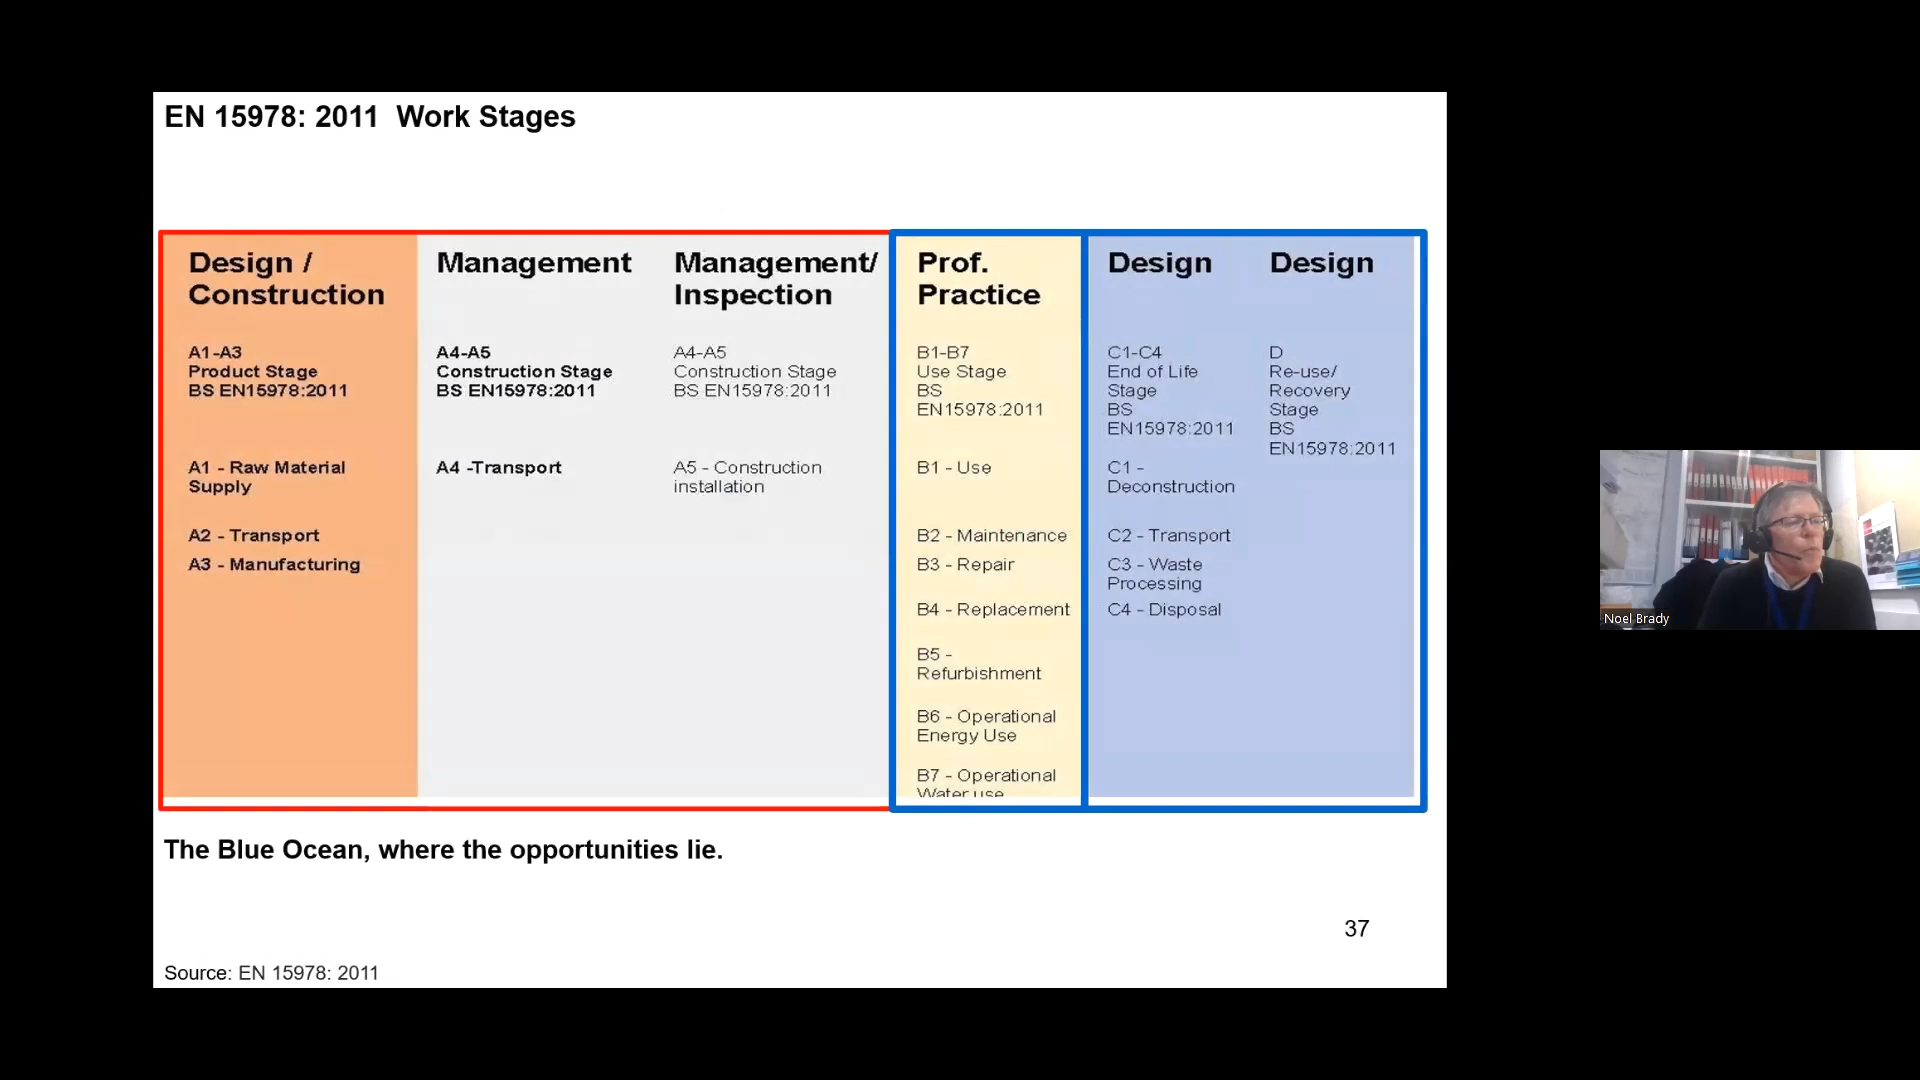 EN 15978: 2011 Work Stages
Design /
Construction
A1-A3
Product Stage
BS EN15978:2011
A1 - Raw Material
Supply
A2 - Transport
A3 - Manufacturing
Management
A4-A5
Construction Stage
BS EN15978:2011
A4 -Transport
Management/
Inspection
A4-A5
Construction Stage
BS EN15978:2011
A5 - Construction
installation
Prof.
Practice
B1-B7
Use Stage
BS
EN15978:2011
B1 - Use
B2 - Maintenance
B3 - Repair
B4 - Replacement
B5 -
Refurbishment
B6 - Operational
Energy Use
B7 - Operational
Water use
Design
C1-C4
End of Life
Stage
BS
EN15978:2011
C1 -
Deconstruction
C2 - Transport
C3 - Waste
Processing
C4 - Disposal
Design
D
Re-use/
Recovery
Stage
BS
EN15978:2011
The Blue Ocean, where the opportunities lie.
37
Source: EN 15978: 2011
Noel Brady